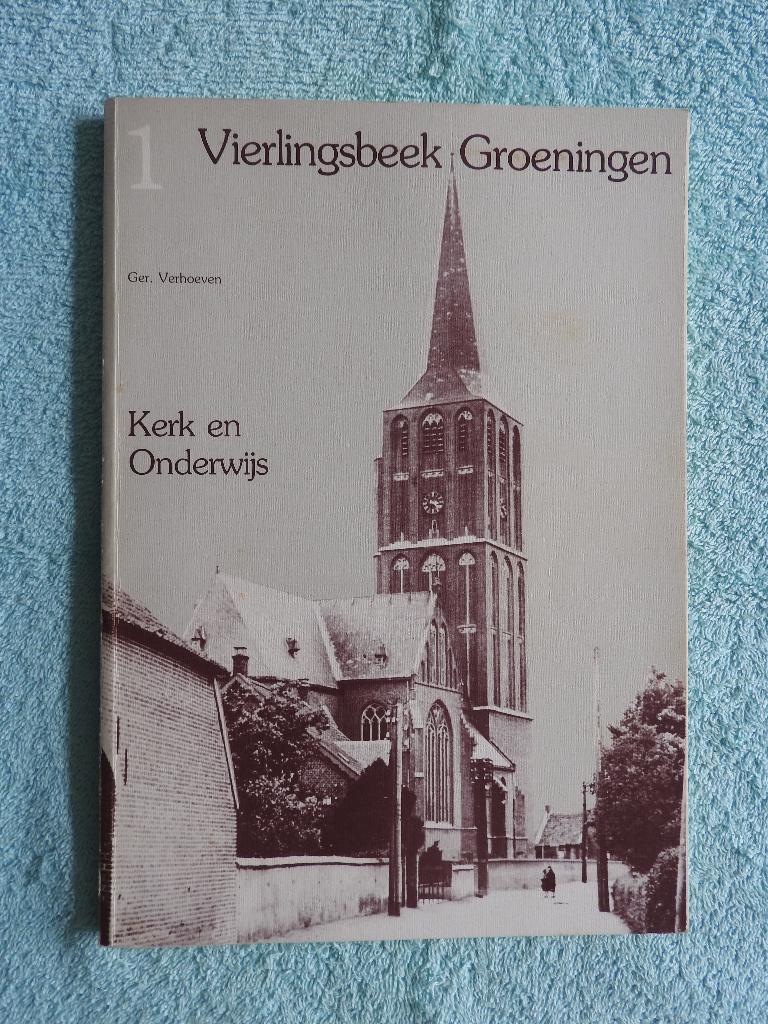 1
Vierlingsbeek Groeningen
Ger. Verhoeven
Kerk en
Onderwijs